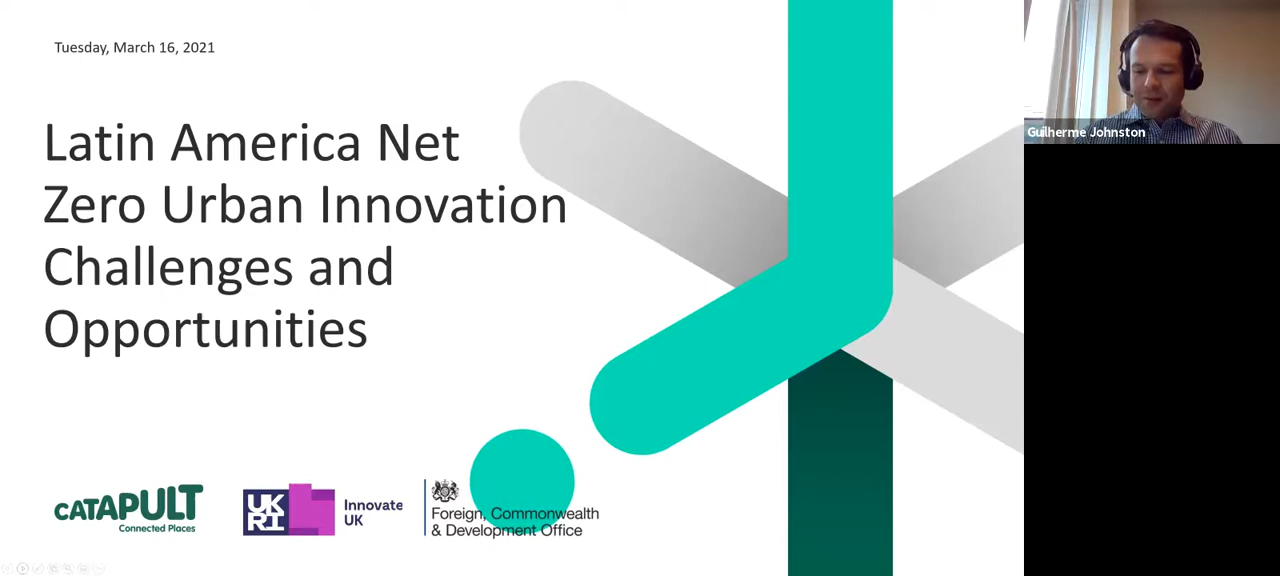 Tuesday, March 16, 2021
Latin America Net
Zero Urban Innovation
Challenges and
Opportunities
CATAPULT
Connected Places
UK
RI
Innovate
UK
Foreign, Commonwealth
& Development Office
Guilherme Johnston